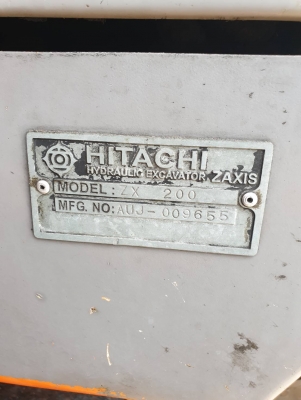 HITACHI
HYDRAULIC EXCAVATOR ZAXIS
MODEL: ZX 200
MFG. NO: AUJ-009655